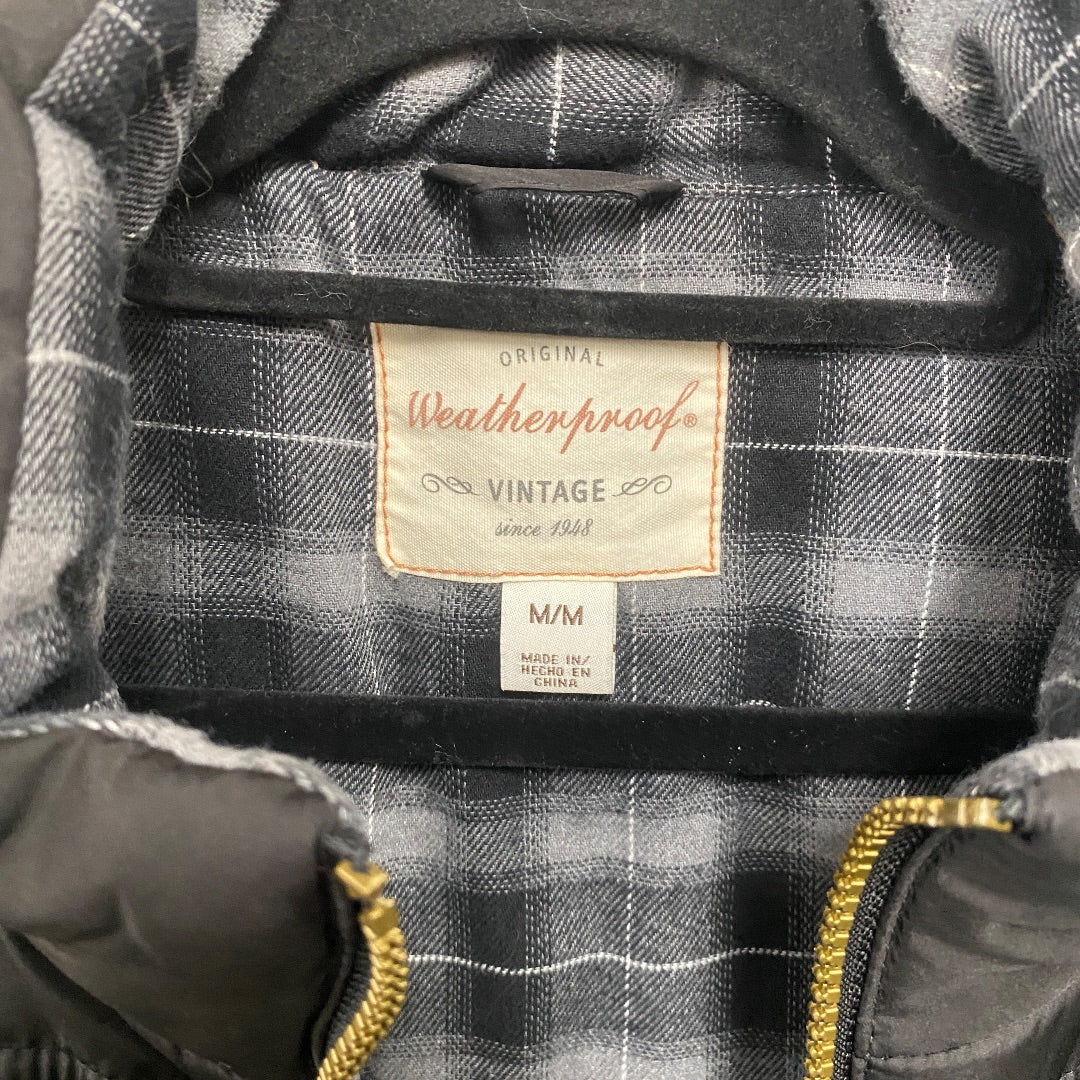 ORIGINAL
Weatherproof®
VINTAGE
since 1948
M/M
MADE IN/
HECHO EN
CHINA